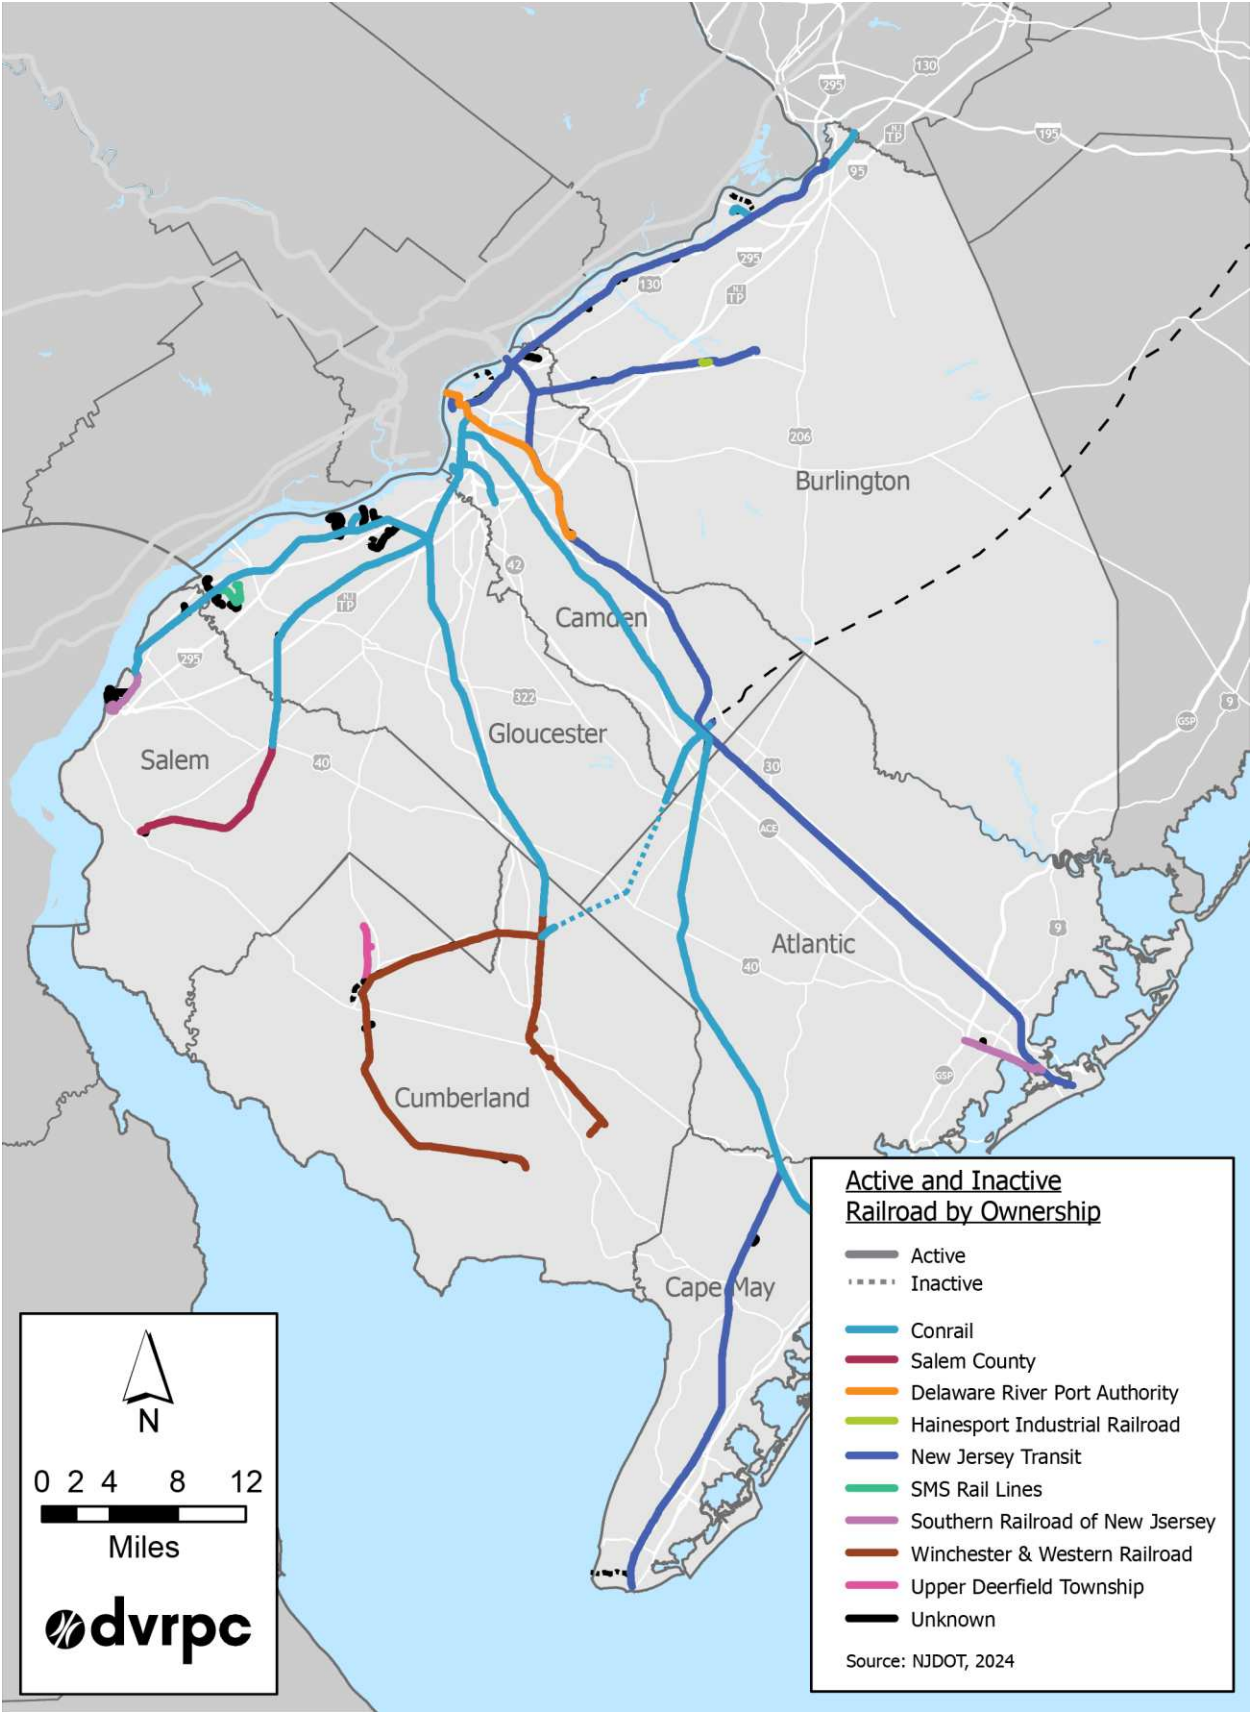 130
295
NJ
TP
195
95
295
130
NJ
TP
206
Burlington
42
NJ
TP
Camden
295
322
9
GSP
Gloucester
Salem
40
30
ACE
9
Atlantic
40
GSP
Cumberland
Cape May
Active and Inactive
Railroad by Ownership
Active
Inactive
Conrail
Salem County
Delaware River Port Authority
Hainesport Industrial Railroad
New Jersey Transit
SMS Rail Lines
Southern Railroad of New Jsersey
Winchester & Western Railroad
Upper Deerfield Township
Unknown
Source: NJDOT, 2024
N
0 2 4 8 12
Miles
dvrpc